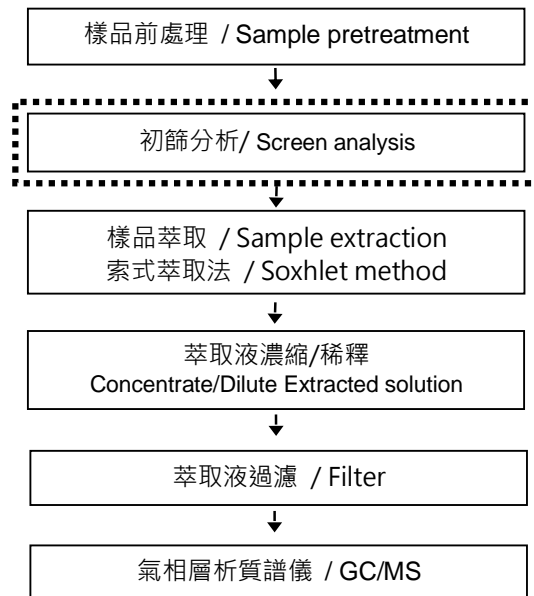 樣品前處理 / Sample pretreatment
初篩分析/ Screen analysis
樣品萃取 / Sample extraction
索式萃取法 / Soxhlet method
萃取液濃縮/稀釋
Concentrate/Dilute Extracted solution
萃取液過濾 / Filter
氣相層析質譜儀 / GC/MS